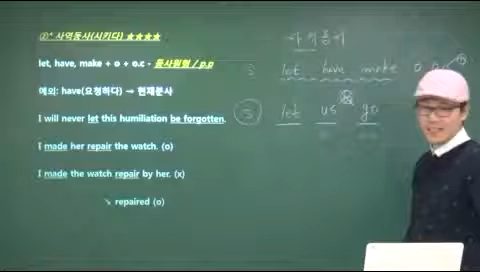 ②* 사역동사(시키다) ★★★★
let, have, make + o + o.c - 동사원형 / p.p
예외: have(요청하다) → 현재분사
I will never let this humiliation be forgotten.
I made her repair the watch. (o)
I made the watch repair by her. (x)
↘ repaired (o)
사역동사
S let have make o o.c
S let us go